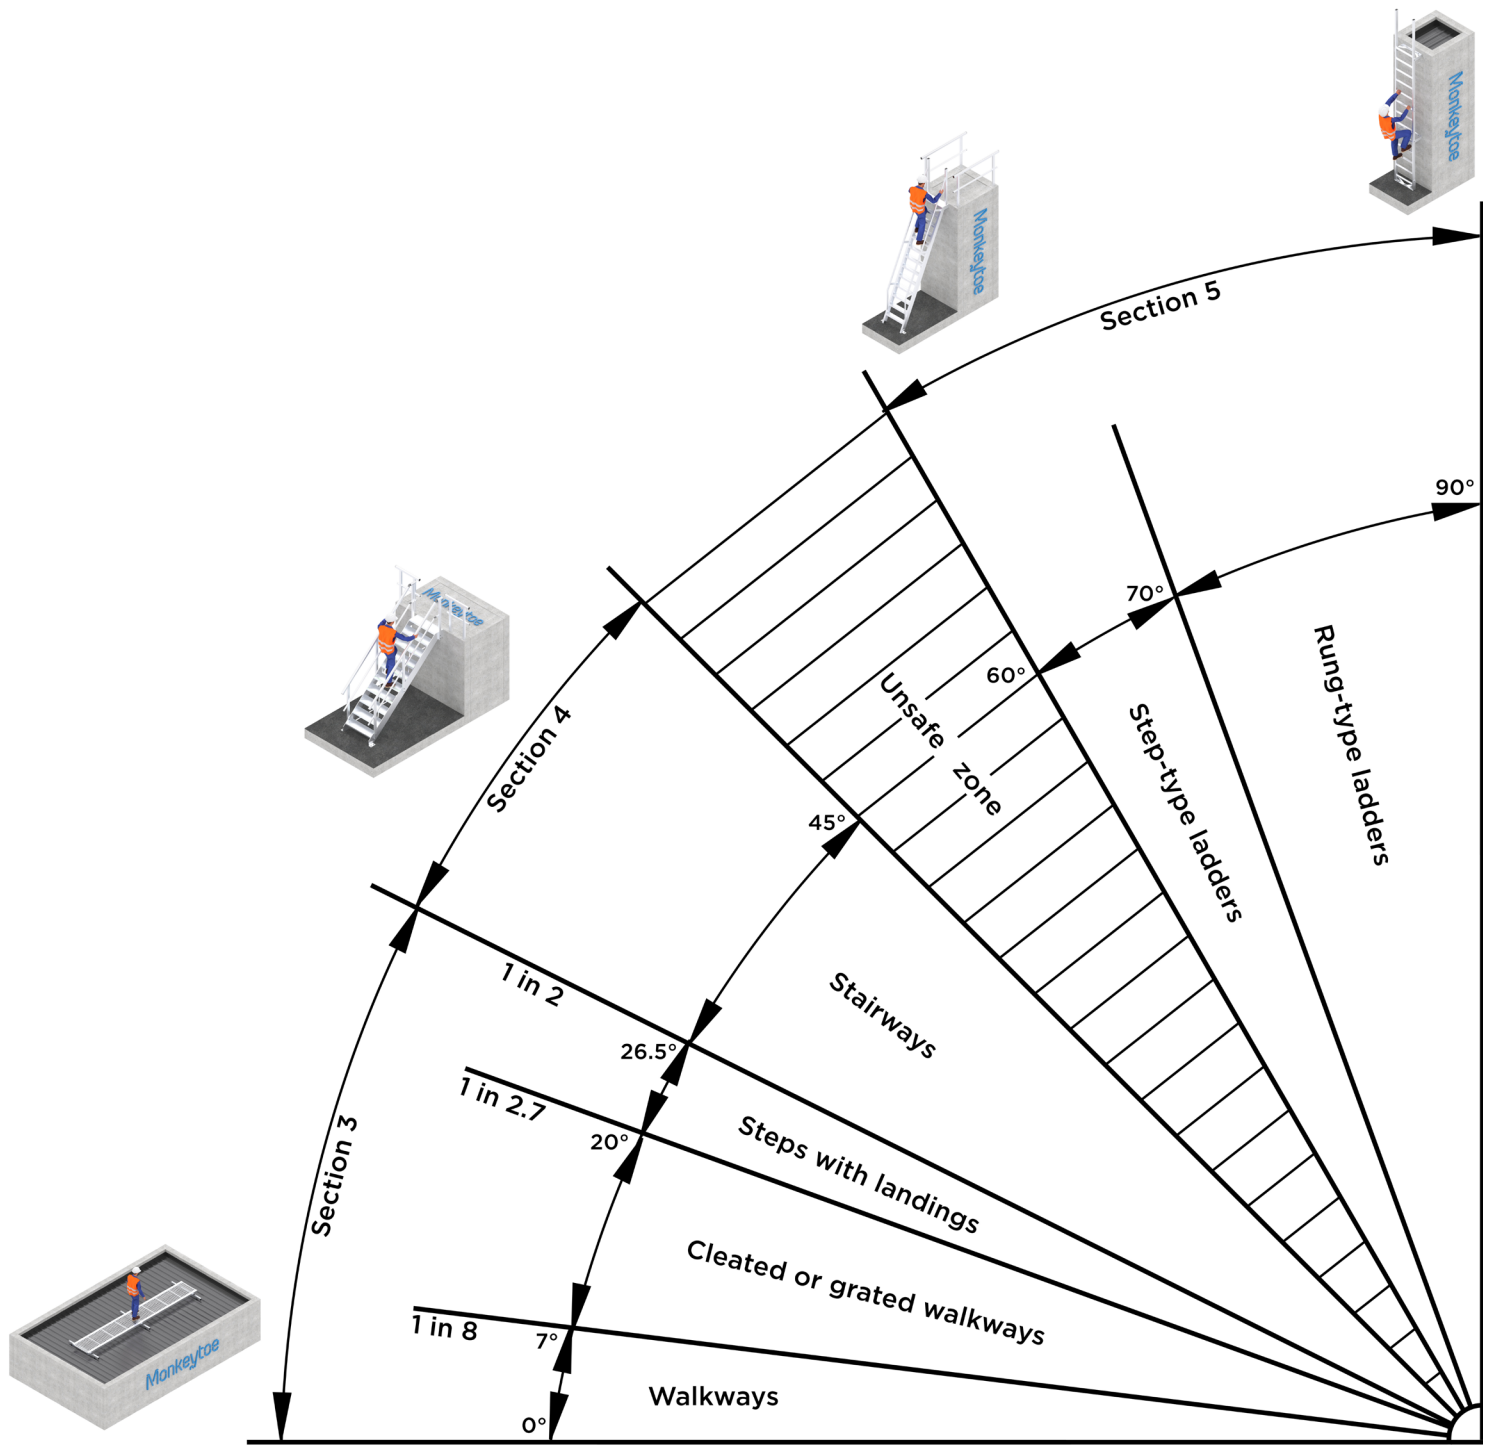 Monkeytoe
Monkeytoe
Section 5
90°
70°
60°
Rung-type ladders
Step-type ladders
Unsafe
zone
Monkeytoe
Section 4
45°
Stairways
1 in 2
26.5°
1 in 2.7
20°
Steps with landings
Section 3
Cleated or grated walkways
1 in 8
7°
Monkeytoe
Walkways
0°